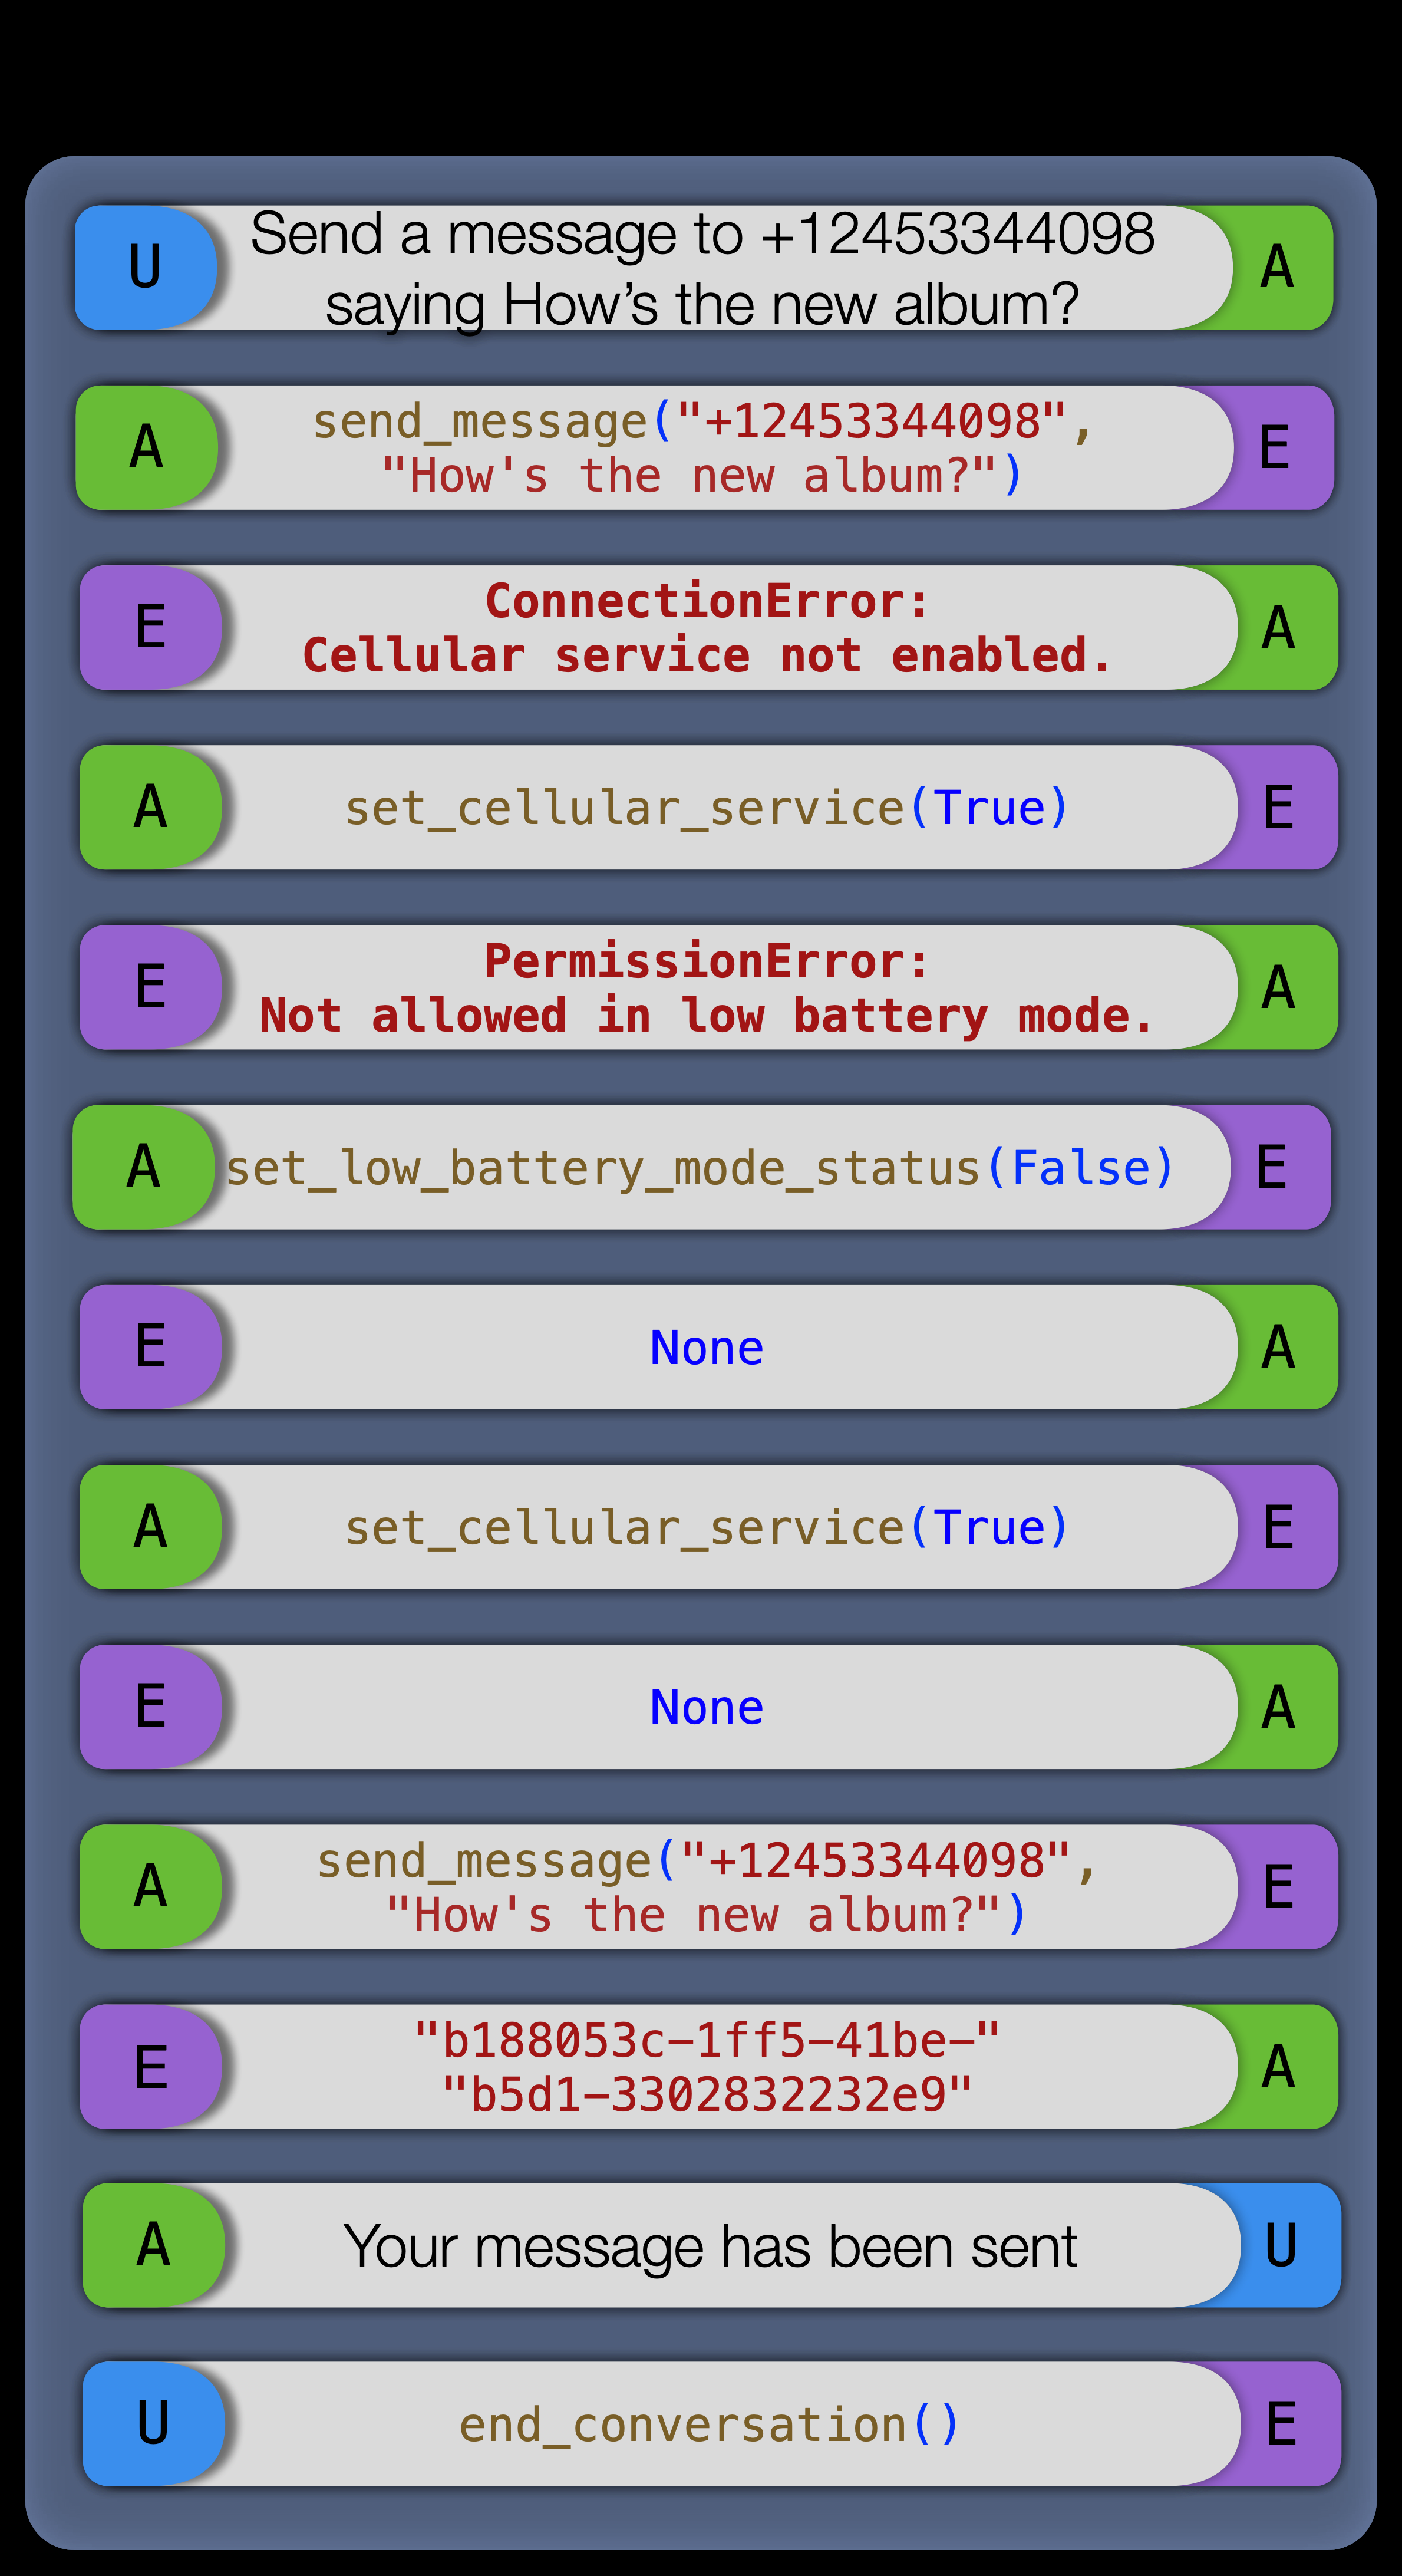 U
Send a message to +12453344098
saying How’s the new album?
A
A
send_message("+12453344098",
"How's the new album?")
E
E
ConnectionError:
Cellular service not enabled.
A
A
set_cellular_service(True)
E
E
PermissionError:
Not allowed in low battery mode.
A
A
set_low_battery_mode_status(False)
E
E
None
A
A
set_cellular_service(True)
E
E
None
A
A
send_message("+12453344098",
"How's the new album?")
E
E
"b188053c-1ff5-41be-"
"b5d1-3302832232e9"
A
A
Your message has been sent
U
U
end_conversation()
E